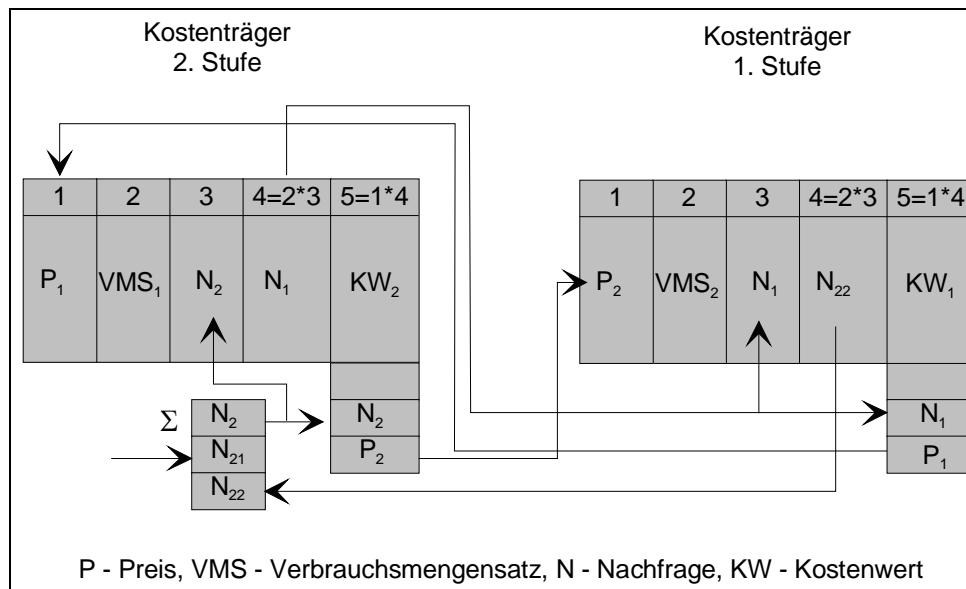 Kostenträger
2. Stufe
Kostenträger
1. Stufe
1 2 3 4=2*3 5=1*4
P₁ VMS₁ N₂ N₁ KW₂
N₂
P₂
Σ N₂
N₂₁
N₂₂
1 2 3 4=2*3 5=1*4
P₂ VMS₂ N₁ N₂₂ KW₁
N₁
P₁
P - Preis, VMS - Verbrauchsmengensatz, N - Nachfrage, KW - Kostenwert